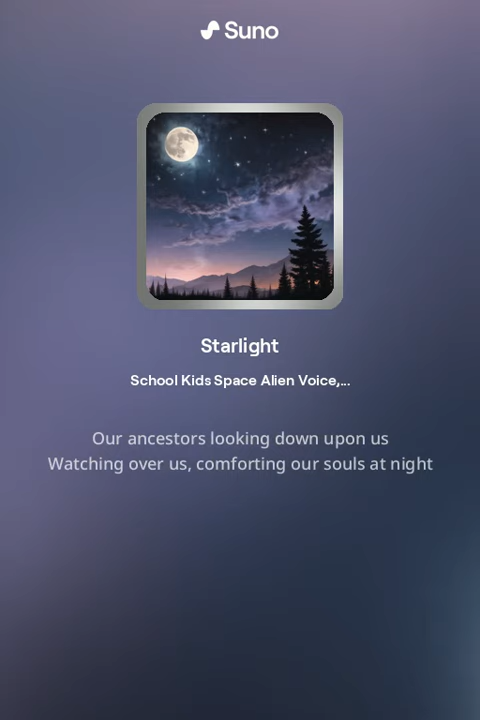 Suno
Starlight
School Kids Space Alien Voice,...
Our ancestors looking down upon us
Watching over us, comforting our souls at night